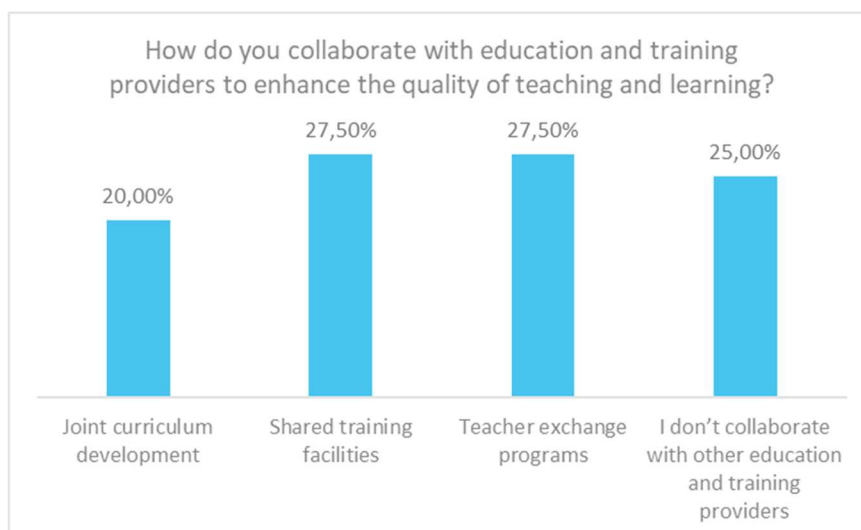 How do you collaborate with education and training
providers to enhance the quality of teaching and learning?
20,00%
27,50%
27,50%
25,00%
Joint curriculum
development
Shared training
facilities
Teacher exchange
programs
I don't collaborate
with other education
and training
providers